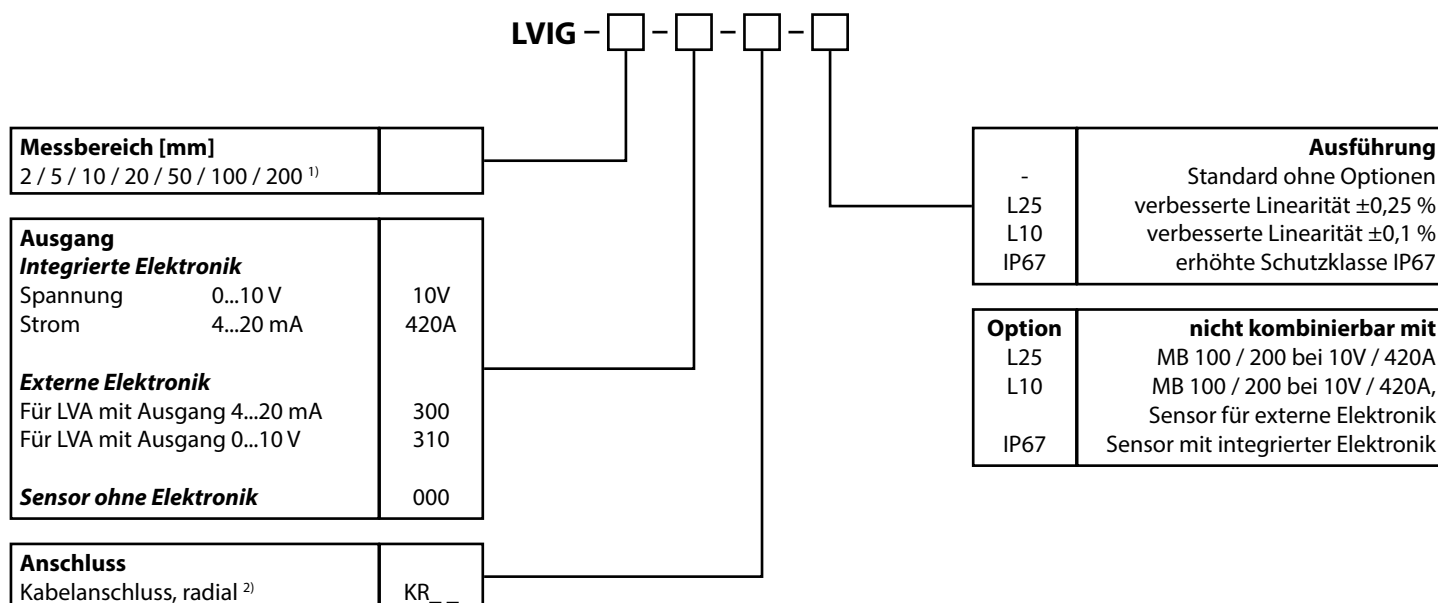 LVIG – – – –
Messbereich [mm]
2 / 5 / 10 / 20 / 50 / 100 / 200 1)
Ausgang
Integrierte Elektronik
Spannung 0...10 V 10V
Strom 4...20 mA 420A
Externe Elektronik
Für LVA mit Ausgang 4...20 mA 300
Für LVA mit Ausgang 0...10 V 310
Sensor ohne Elektronik 000
Anschluss
Kabelanschluss, radial 2) KR_ _
Ausführung
- Standard ohne Optionen
L25 verbesserte Linearität ±0,25 %
L10 verbesserte Linearität ±0,1 %
IP67 erhöhte Schutzklasse IP67
Option nicht kombinierbar mit
L25 MB 100 / 200 bei 10V / 420A
L10 MB 100 / 200 bei 10V / 420A,
Sensor für externe Elektronik
IP67 Sensor mit integrierter Elektronik